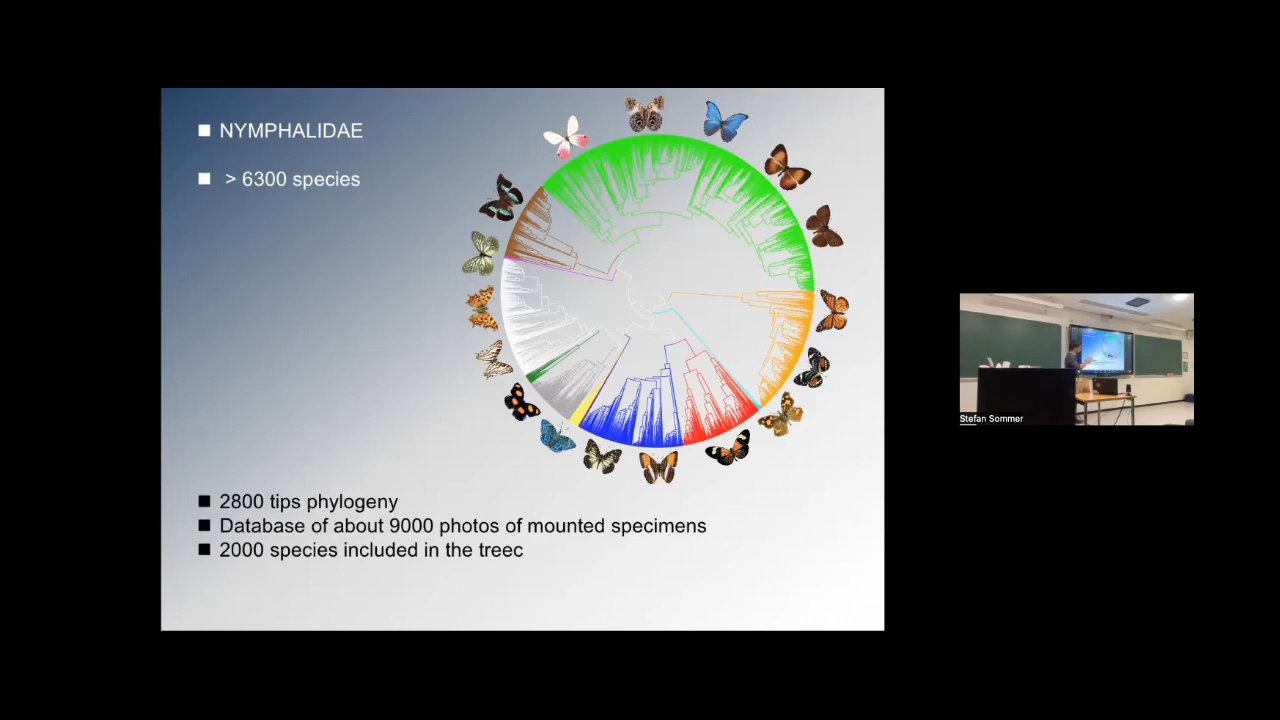 NYMPHALIDAE
> 6300 species
2800 tips phylogeny
Database of about 9000 photos of mounted specimens
2000 species included in the treec
Stefan Sommer